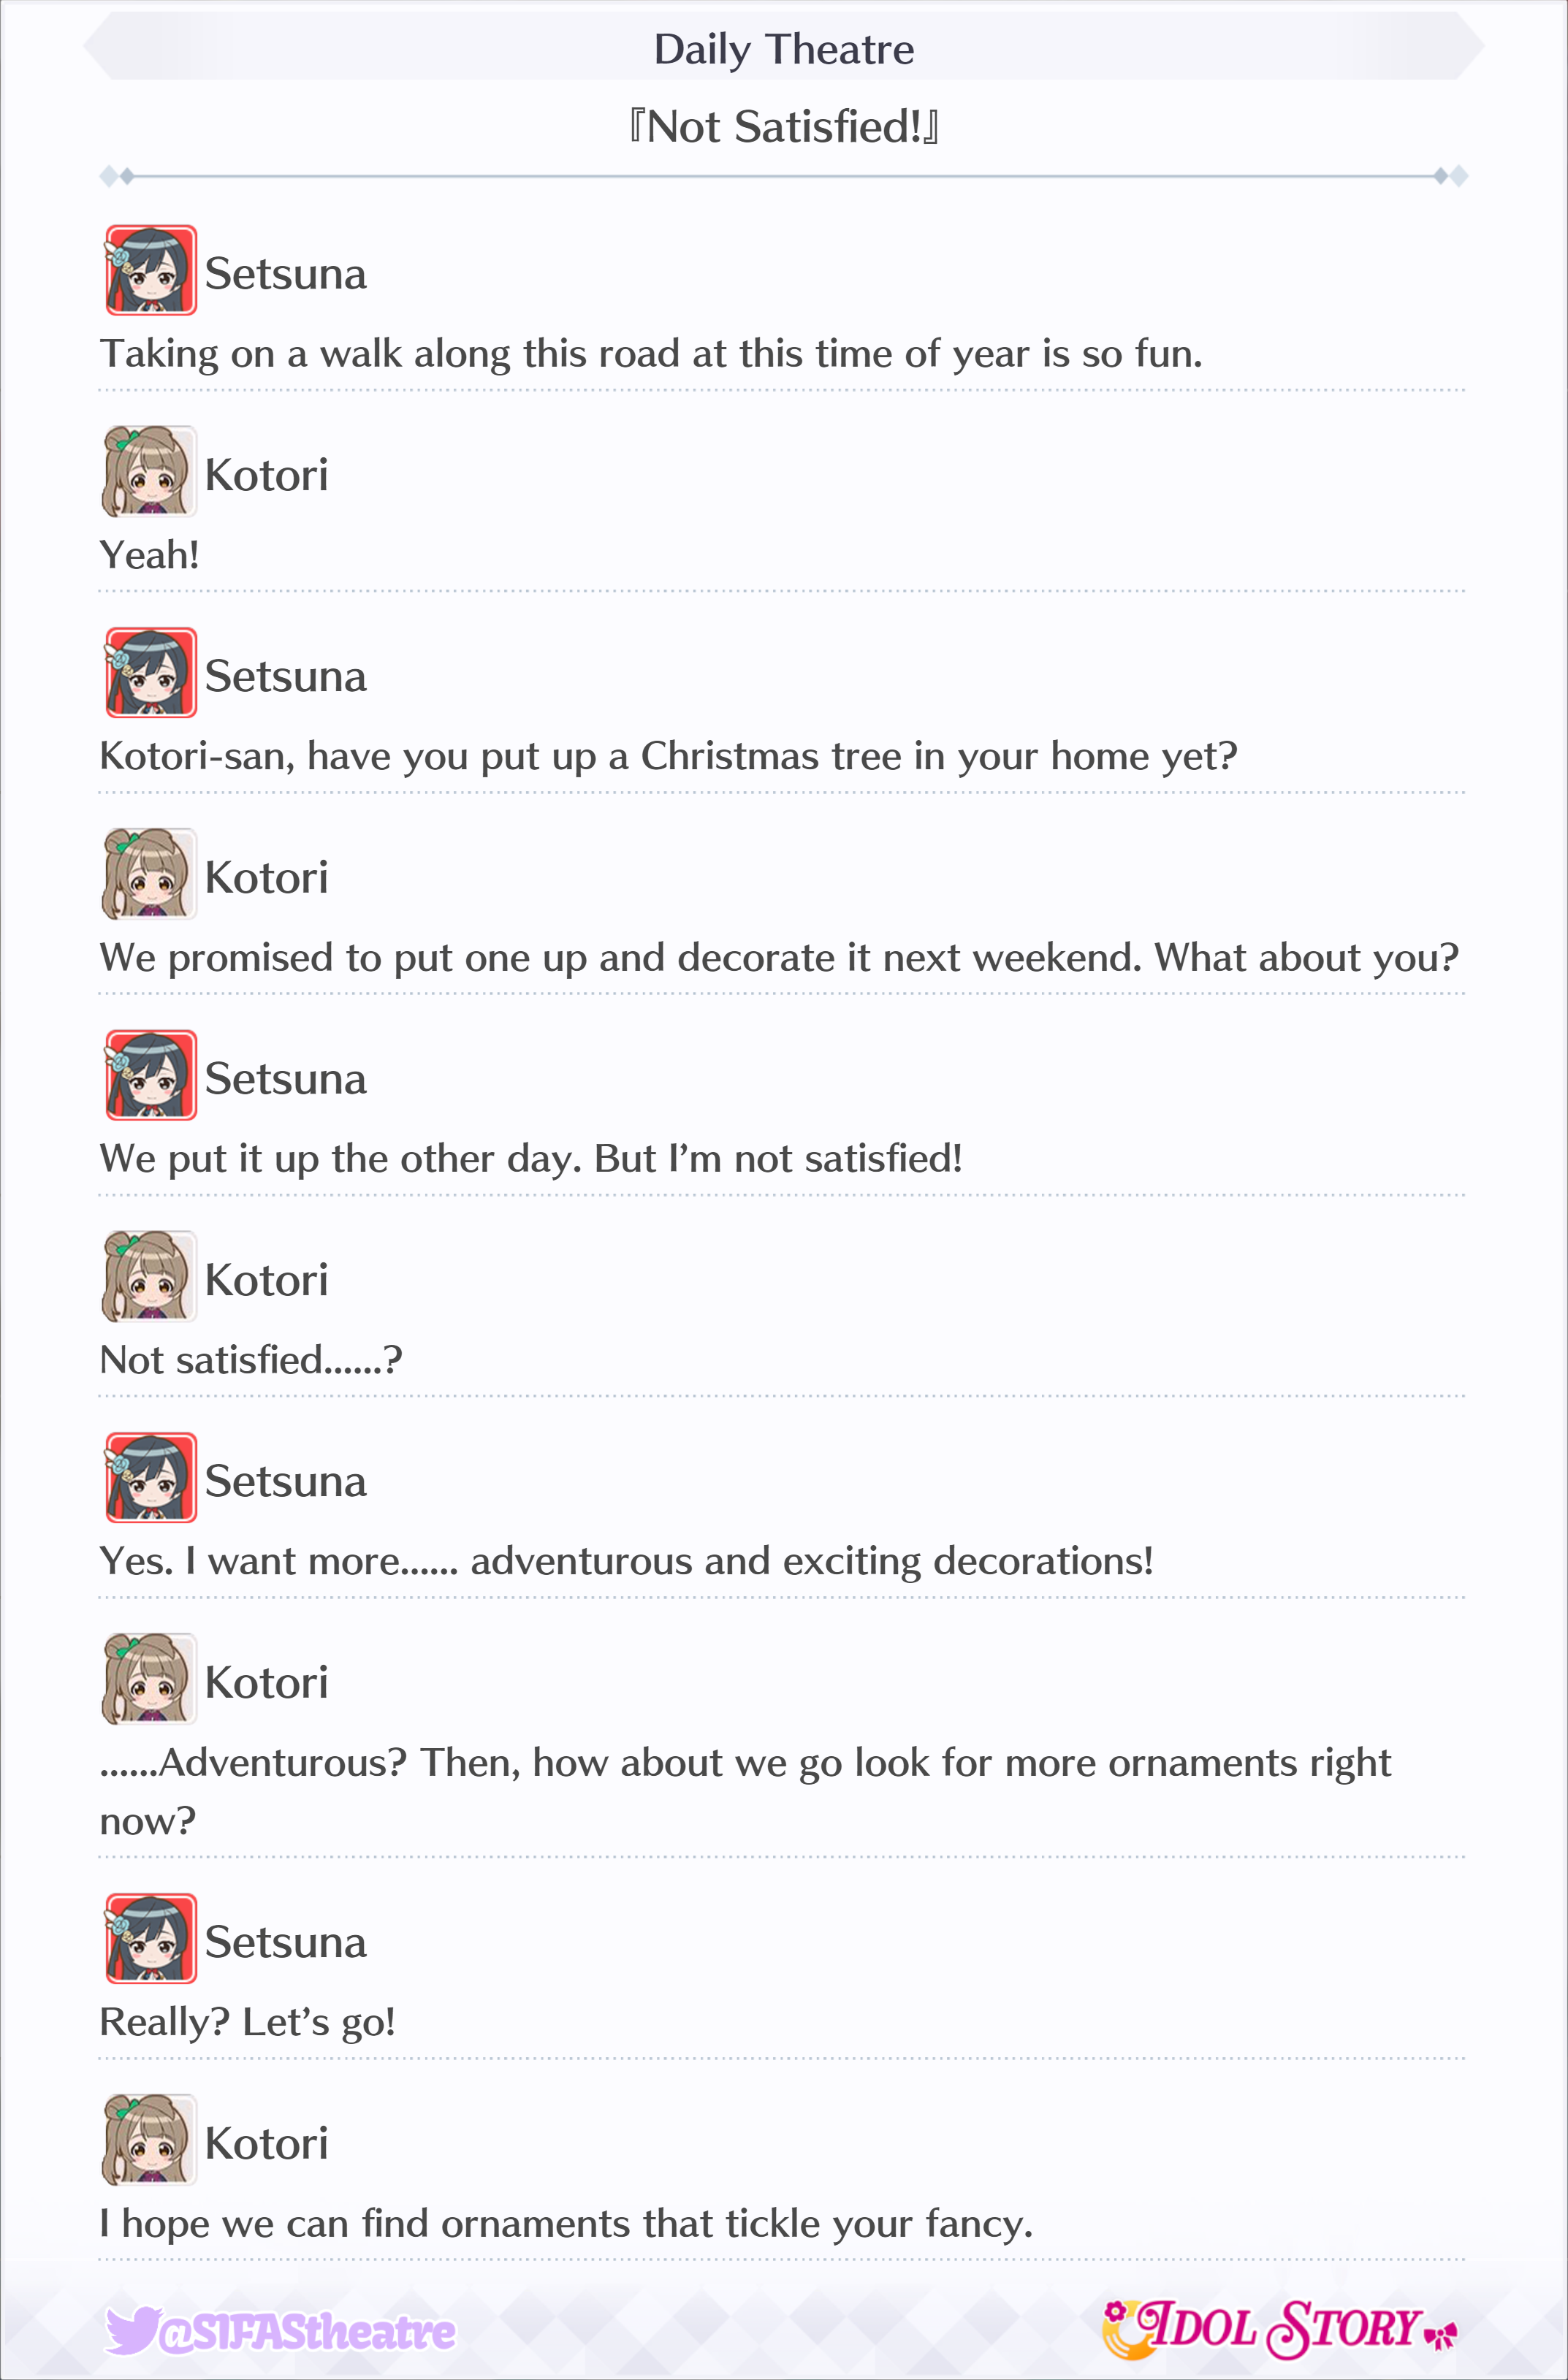 Daily Theatre
『Not Satisfied!』
Setsuna
Taking on a walk along this road at this time of year is so fun.
Kotori
Yeah!
Setsuna
Kotori-san, have you put up a Christmas tree in your home yet?
Kotori
We promised to put one up and decorate it next weekend. What about you?
Setsuna
We put it up the other day. But I’m not satisfied!
Kotori
Not satisfied......?
Setsuna
Yes. I want more...... adventurous and exciting decorations!
Kotori
......Adventurous? Then, how about we go look for more ornaments right
now?
Setsuna
Really? Let’s go!
Kotori
I hope we can find ornaments that tickle your fancy.
@SIFAStheatre
IDOL STORY